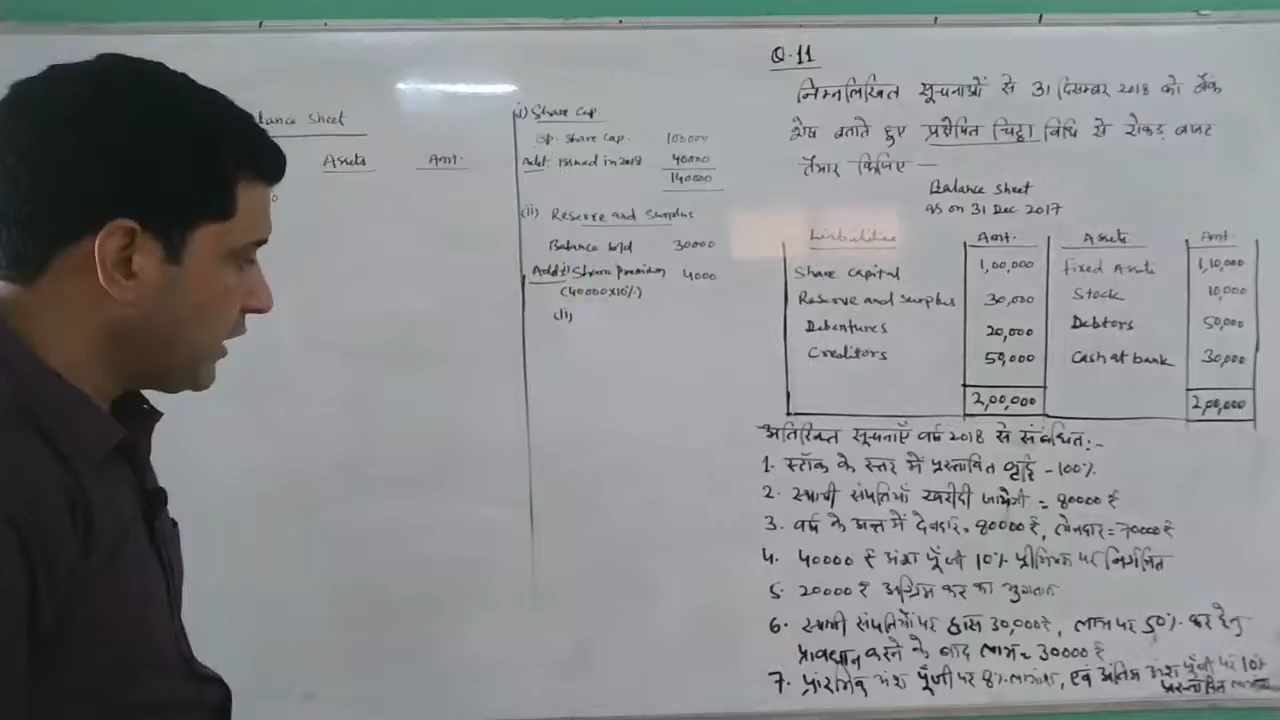 lance sheet
Assets Amt.
i) Share Cap.
op. Share Cap. 100000
Add: Issued in 2018 40000
140000
(ii) Reserve and Surplus
Balance b/d 30000
Add: i) Share Premium 4000
(40000x10%)
(ii)
Q.11
निम्नलिखित सूचनाओं से 31 दिसम्बर 2018 को बैंक
शेष बताते हुए प्रक्षेपित चिट्ठा विधि से रोकड़ बजट
तैयार कीजिए —
Balance sheet
as on 31 Dec. 2017
Liabilities Amt. Assets Amt.
Share Capital 1,00,000 Fixed Assets 1,10,000
Reserve and surplus 30,000 Stock 10,000
Debentures 20,000 Debtors 50,000
Creditors 50,000 Cash at bank 30,000
2,00,000 2,00,000
अतिरिक्त सूचनाएँ वर्ष 2018 से संबंधित:-
1. स्टॉक के स्तर में प्रस्तावित वृद्धि - 100%
2. स्थायी संपत्तियाँ खरीदी जायेगी = 80000 ₹
3. वर्ष के अन्त में देनदार = 80000 ₹, लेनदार = 70000 ₹
4. 40000 ₹ अंश पूँजी 10% प्रीमियम पर निर्गमित
5. 20000 ₹ अग्रिम कर का भुगतान
6. स्थायी संपत्तियों पर ह्रास 30,000 ₹, लाभ पर 50% कर हेतु
प्रावधान करने के बाद लाभ = 30000 ₹
7. प्रारंभिक अंश पूँजी पर 8% लाभांश, एवं अंतिम अंश पूँजी पर 10%
प्रस्तावित